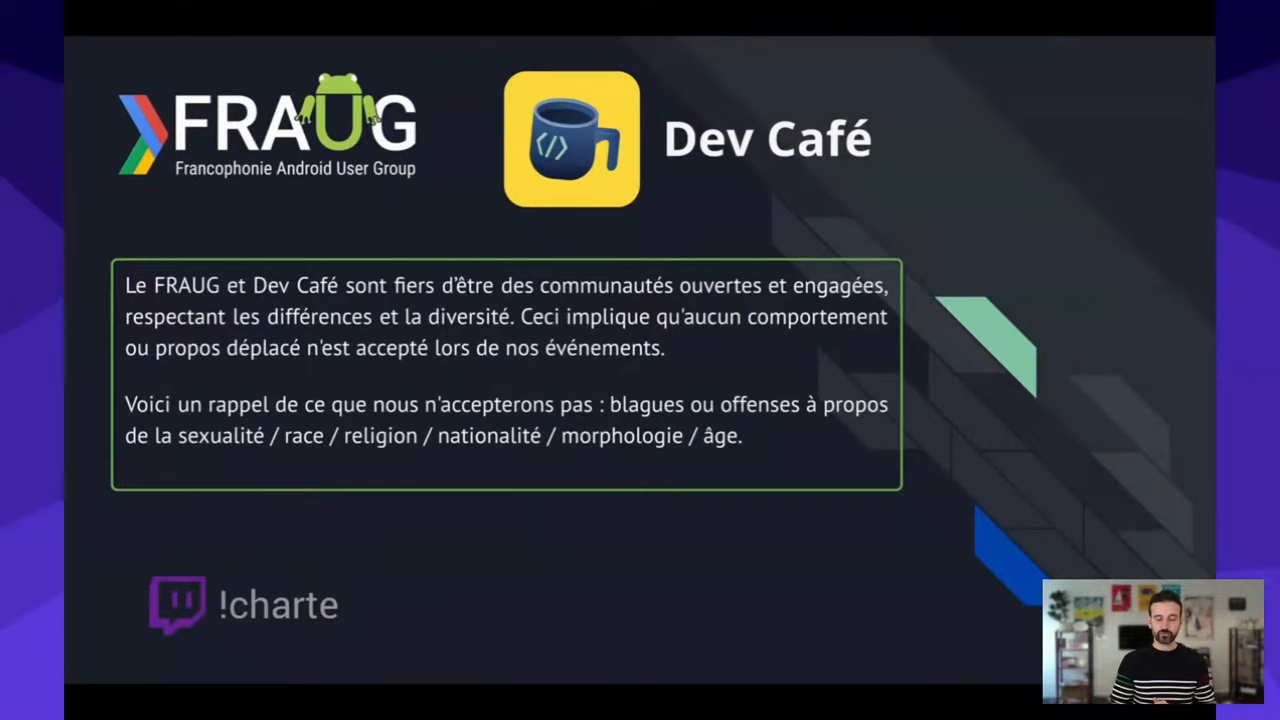 FRAUG
Francophonie Android User Group
</>
Dev Café
Le FRAUG et Dev Café sont fiers d'être des communautés ouvertes et engagées,
respectant les différences et la diversité. Ceci implique qu'aucun comportement
ou propos déplacé n'est accepté lors de nos événements.
Voici un rappel de ce que nous n'accepterons pas : blagues ou offenses à propos
de la sexualité / race / religion / nationalité / morphologie / âge.
!charte